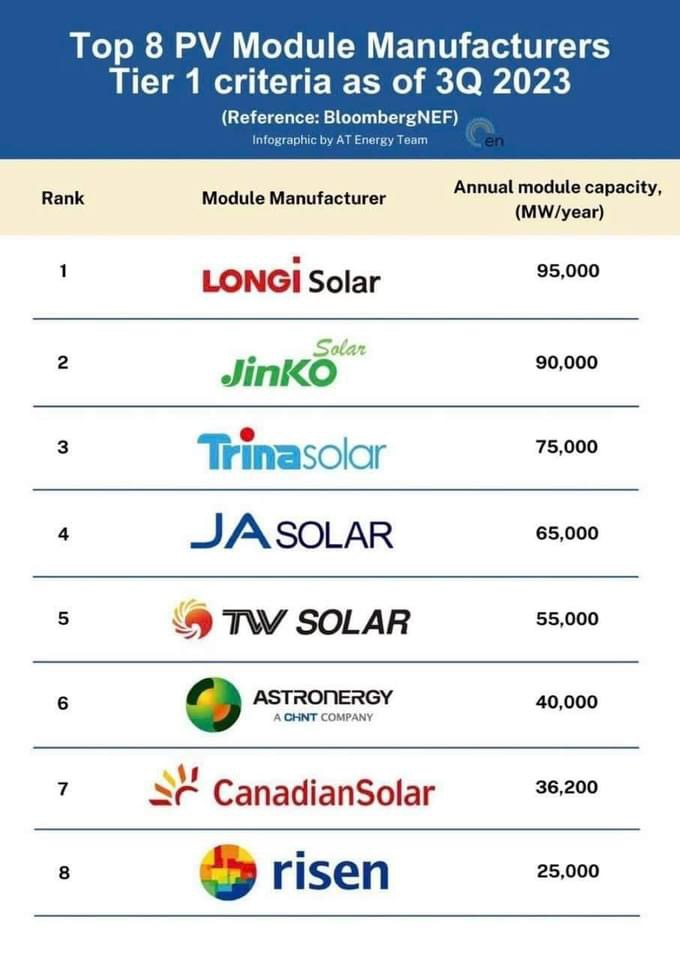 Top 8 PV Module Manufacturers
Tier 1 criteria as of 3Q 2023
(Reference: BloombergNEF)
Infographic by AT Energy Team
en
Rank Module Manufacturer Annual module capacity,
(MW/year)
1 LONGi Solar 95,000
2 JinKO Solar 90,000
3 Trinasolar 75,000
4 JA SOLAR 65,000
5 TW SOLAR 55,000
6 ASTRONERGY 40,000
A CHNT COMPANY
7 CanadianSolar 36,200
8 risen 25,000